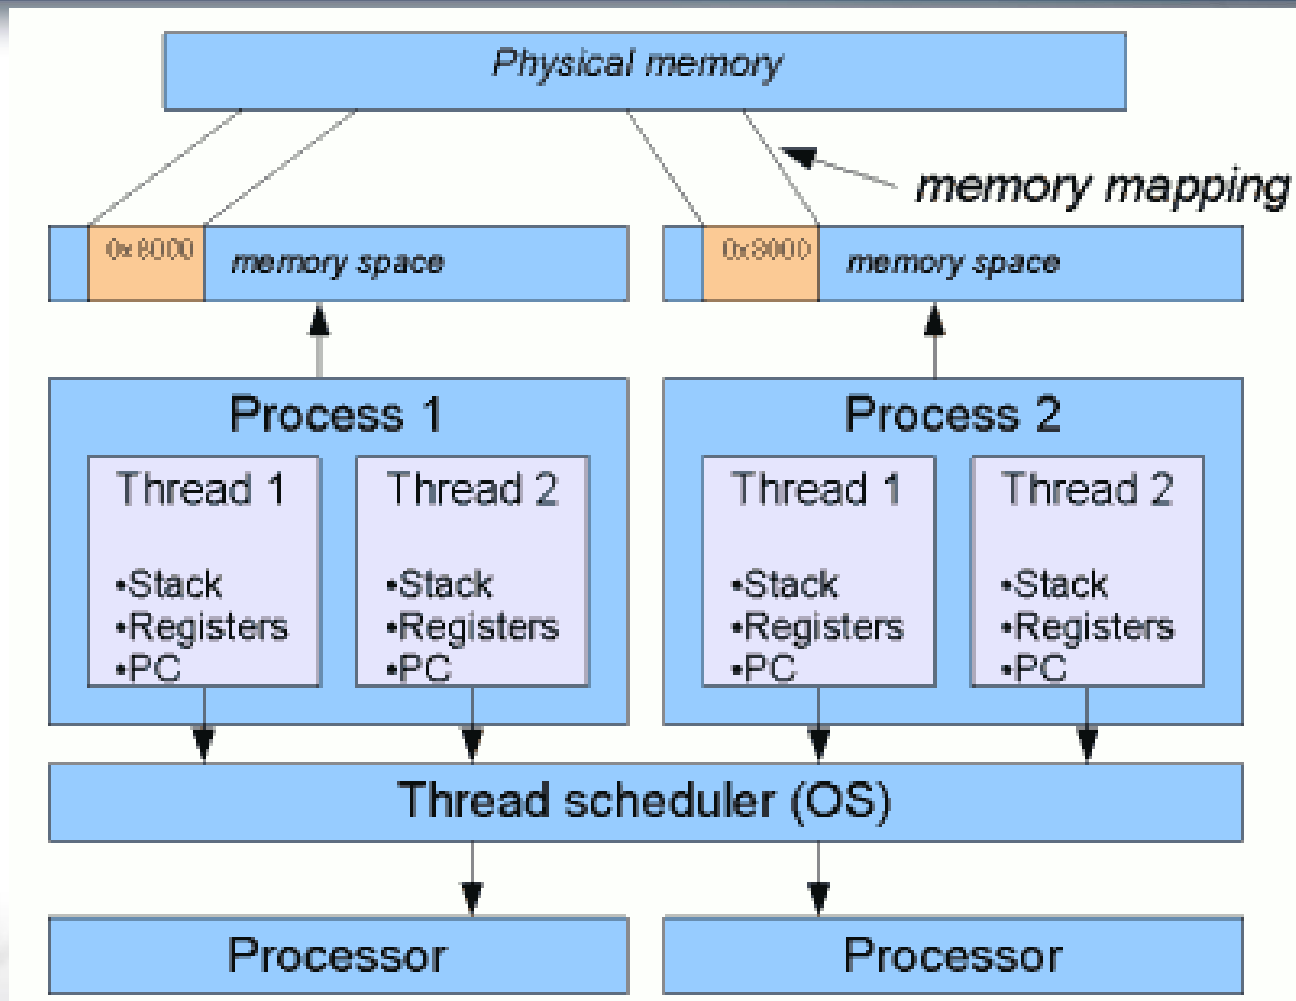 Physical memory
memory mapping
memory space
0x8000 memory space
Process 1
Process 2
Thread 1
Thread 2
Thread 1
Thread 2
•Stack
•Registers
•PC
•Stack
•Registers
•PC
•Stack
•Registers
•PC
•Stack
•Registers
•PC
Thread scheduler (OS)
Processor
Processor